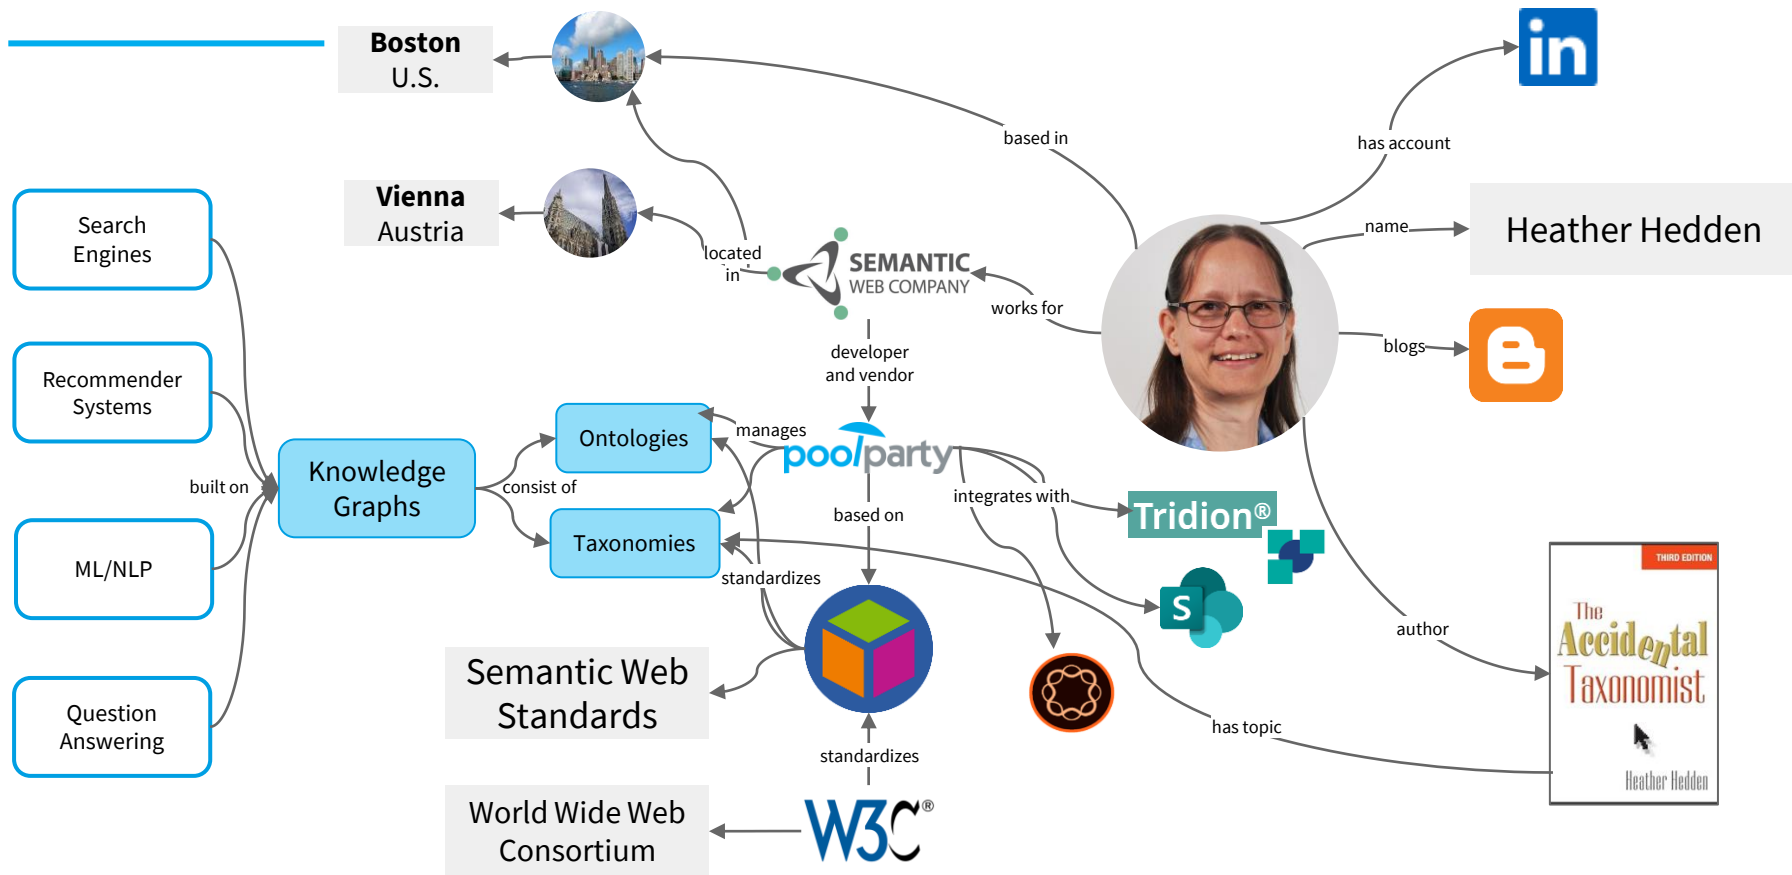 Boston
U.S.
Vienna
Austria
Search
Engines
Recommender
Systems
ML/NLP
Question
Answering
built on
Knowledge
Graphs
consist of
Ontologies
Taxonomies
located
in
SEMANTIC
WEB COMPANY
developer
and vendor
manages
poolparty
based on
standardizes
Semantic Web
Standards
standardizes
World Wide Web
Consortium
W3C®
based in
works for
has account
in
name
Heather Hedden
blogs
B
integrates with
Tridion®
S
author
has topic
THIRD EDITION
The
Accidental
Taxonomist
Heather Hedden